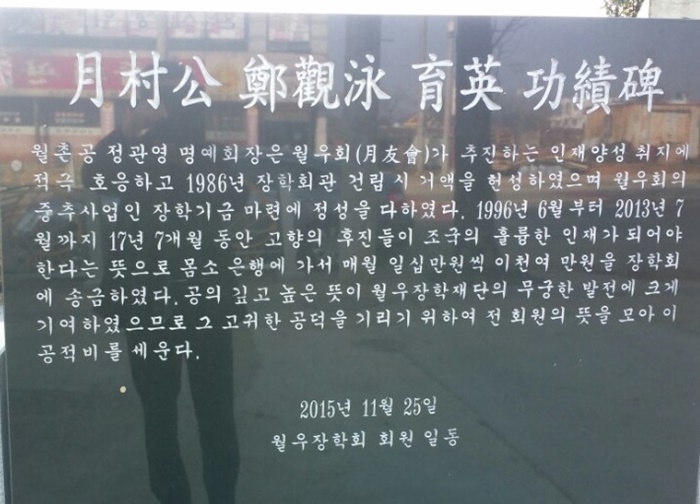 月村公 鄭觀泳 育英 功績碑
월촌공 정관영 명예회장은 월우회(月友會)가 추진하는 인재양성 취지에
적극 호응하고 1986년 장학회관 건립 시 거액을 헌성하였으며 월우회의
중추사업인 장학기금 마련에 정성을 다하였다. 1996년 6월부터 2013년 7
월까지 17년 7개월 동안 고향의 후진들이 조국의 훌륭한 인재가 되어야
한다는 뜻으로 몸소 은행에 가서 매월 일십만원씩 이천여 만원을 장학회
에 송금하였다. 공의 깊고 높은 뜻이 월우장학재단의 무궁한 발전에 크게
기여하였으므로 그 고귀한 공덕을 기리기 위하여 전 회원의 뜻을 모아 이
공적비를 세운다.
2015년 11월 25일
월우장학회 회원 일동